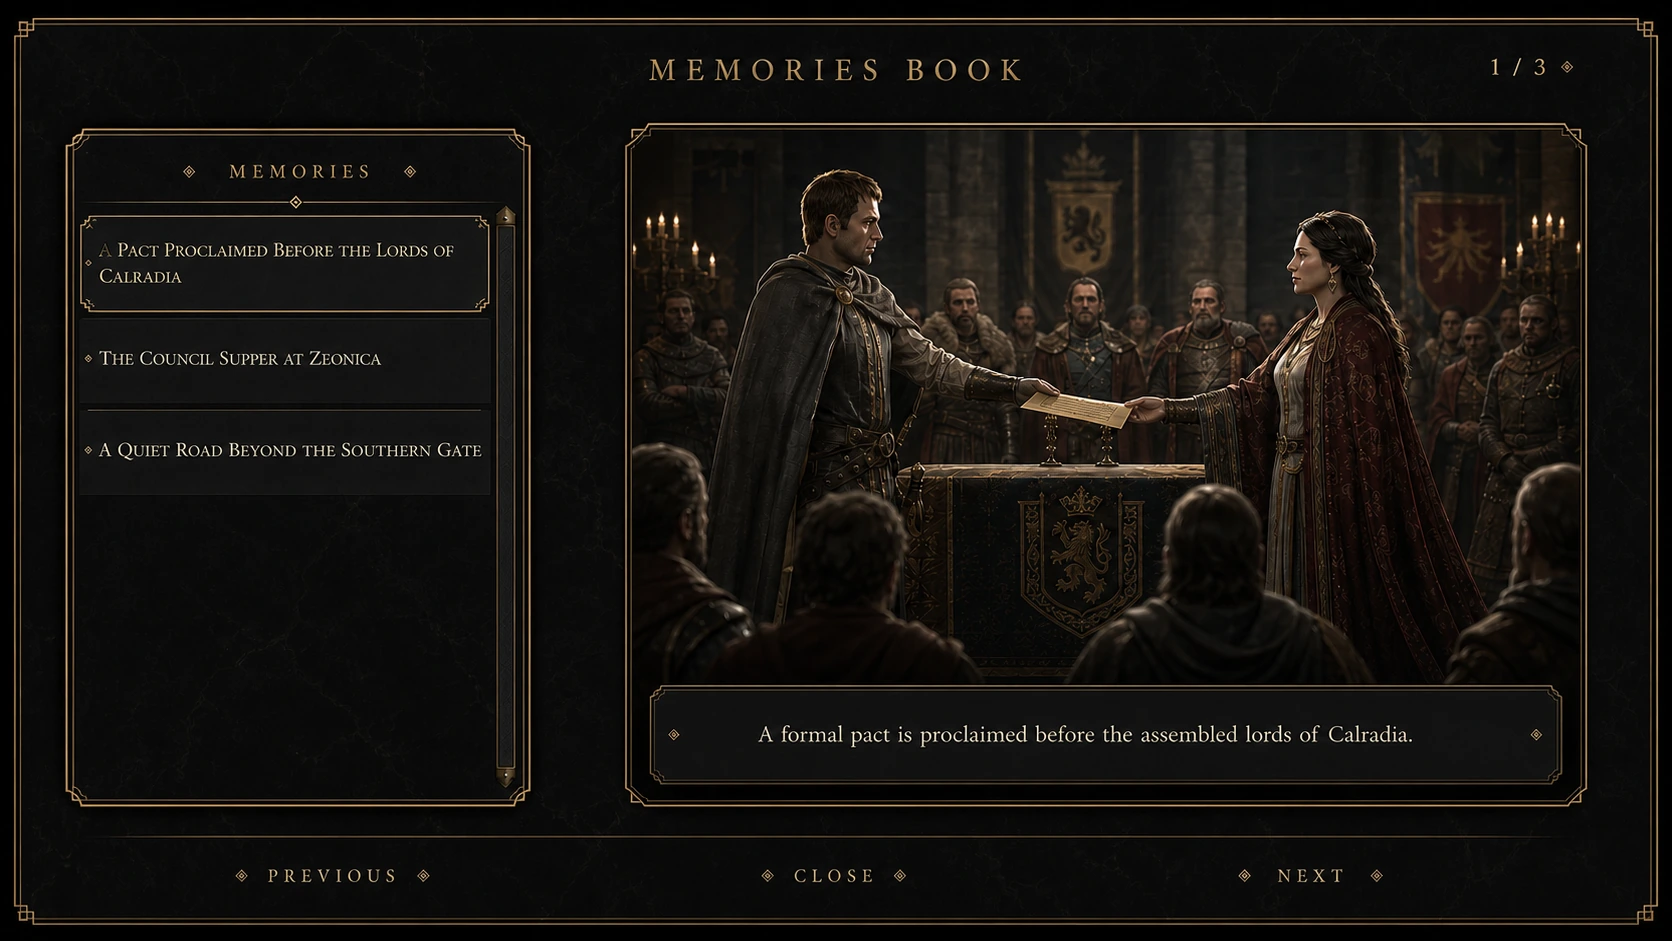 MEMORIES BOOK
1 / 3
MEMORIES
A PACT PROCLAIMED BEFORE THE LORDS OF
CALRADIA
THE COUNCIL SUPPER AT ZEONICA
A QUIET ROAD BEYOND THE SOUTHERN GATE
A formal pact is proclaimed before the assembled lords of Calradia.
PREVIOUS
CLOSE
NEXT